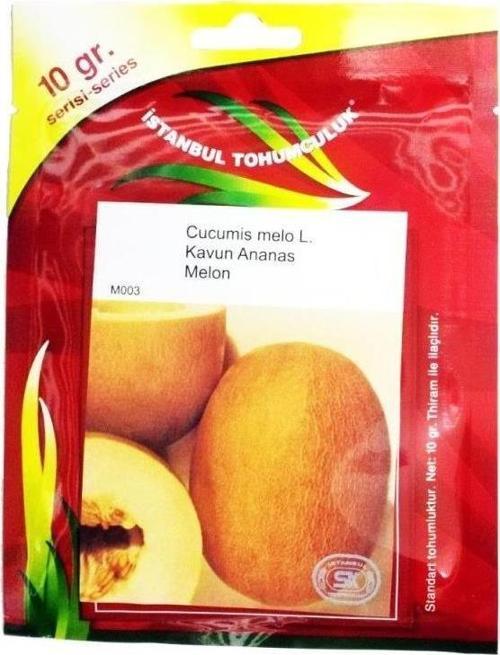 10 gr.
serisi-series
İSTANBUL TOHUMCULUK
Cucumis melo L.
Kavun Ananas
Melon
M003
Standart tohumluktur. Net: 10 gr. Thiram ile ilaçlıdır.
İSTANBUL